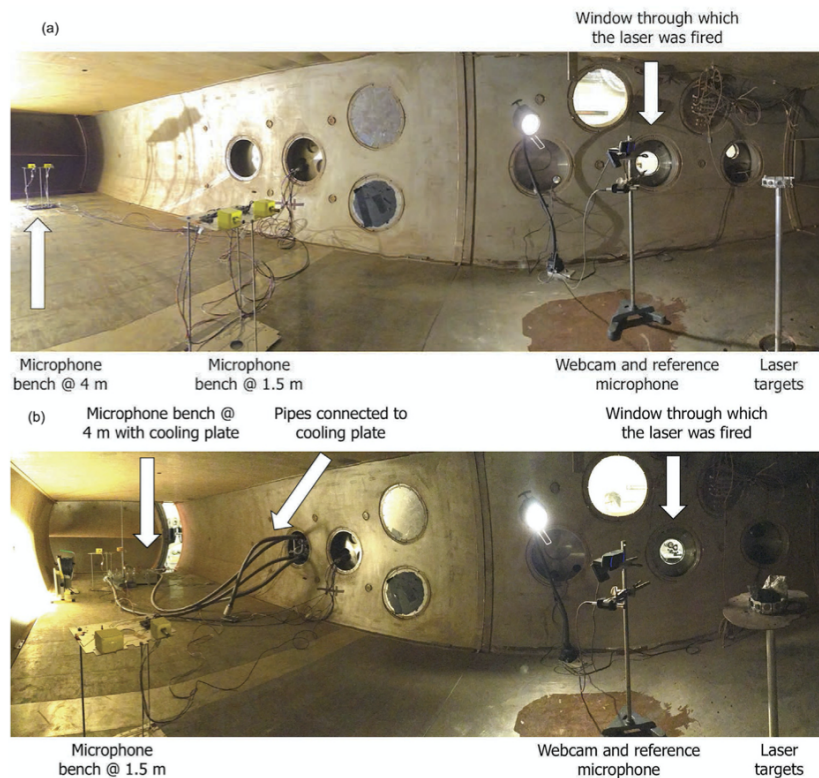 (a)
Window through which
the laser was fired
Microphone
bench @ 4 m
Microphone
bench @ 1.5 m
Webcam and reference
microphone
Laser
targets
(b)
Microphone bench @
4 m with cooling plate
Pipes connected to
cooling plate
Window through which
the laser was fired
Microphone
bench @ 1.5 m
Webcam and reference
microphone
Laser
targets